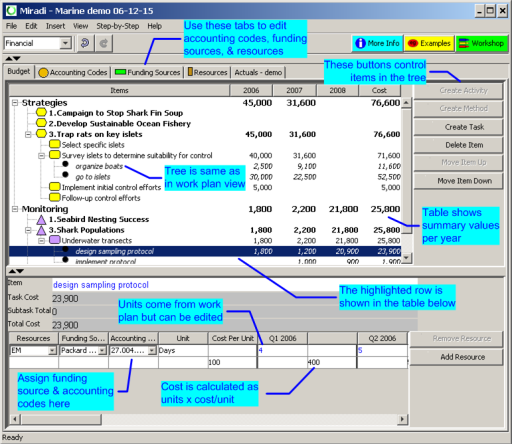 Miradi - Marine demo 06-12-15
File Edit Insert View Step-by-Step Help
Use these tabs to edit
accounting codes, funding
sources, & resources
Financial
More Info Examples Workshop
Budget Accounting Codes Funding Sources Resources Actuals - demo
These buttons control
items in the tree
Items 2006 2007 2008 Cost
Strategies 45,000 31,600 76,600
1.Campaign to Stop Shark Fin Soup
2.Develop Sustainable Ocean Fishery
3.Trap rats on key islets 45,000 31,600 76,600
Select specific islets
Survey islets to determine suitability for control 40,000 31,600 71,600
organize boats 2,500 9,100 11,600
go to islets 30,000 22,500 52,500
Implement initial control efforts 5,000 5,000
Follow-up control efforts
Monitoring 1,800 2,200 21,800 25,800
1.Seabird Nesting Success
3.Shark Populations 1,800 2,200 21,800 25,800
Underwater transects 1,800 2,200 21,800 25,800
design sampling protocol 1,800 1,200 20,900 23,900
implement protocol 1,000 900 1,900
Tree is same as
in work plan view
Table shows
summary values
per year
Create Activity
Create Method
Create Task
Delete Item
Move Item Up
Move Item Down
The highlighted row is
shown in the table below
Item design sampling protocol
Task Cost 23,900
Subtask Total 0
Total Cost 23,900
Units come from work
plan but can be edited
Resources Funding So... Accounting ... Unit Cost Per Unit Q1 2006 Q2 2006
EM Packard ... 27.004.... Days 4 5
100 400
Remove Resource
Add Resource
Assign funding
source & accounting
codes here
Cost is calculated as
units x cost/unit
Ready